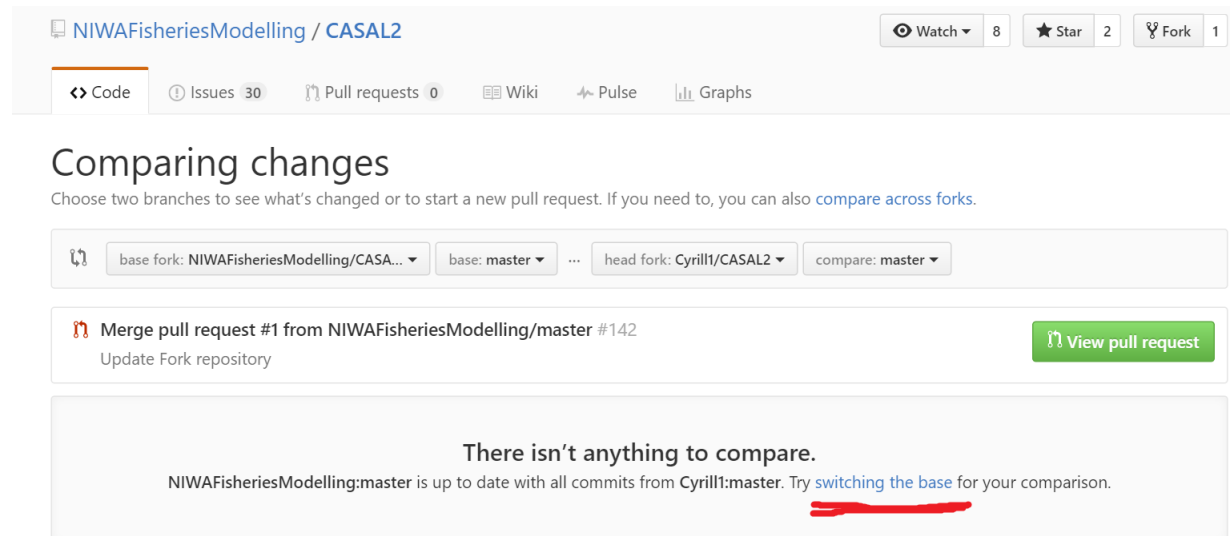 NIWAFisheriesModelling / CASAL2 Watch 8 Star 2 Fork 1
Code Issues 30 Pull requests 0 Wiki Pulse Graphs
Comparing changes
Choose two branches to see what's changed or to start a new pull request. If you need to, you can also compare across forks.
base fork: NIWAFisheriesModelling/CASA... base: master ... head fork: Cyrill1/CASAL2 compare: master
Merge pull request #1 from NIWAFisheriesModelling/master #142
Update Fork repository
View pull request
There isn't anything to compare.
NIWAFisheriesModelling:master is up to date with all commits from Cyrill1:master. Try switching the base for your comparison.